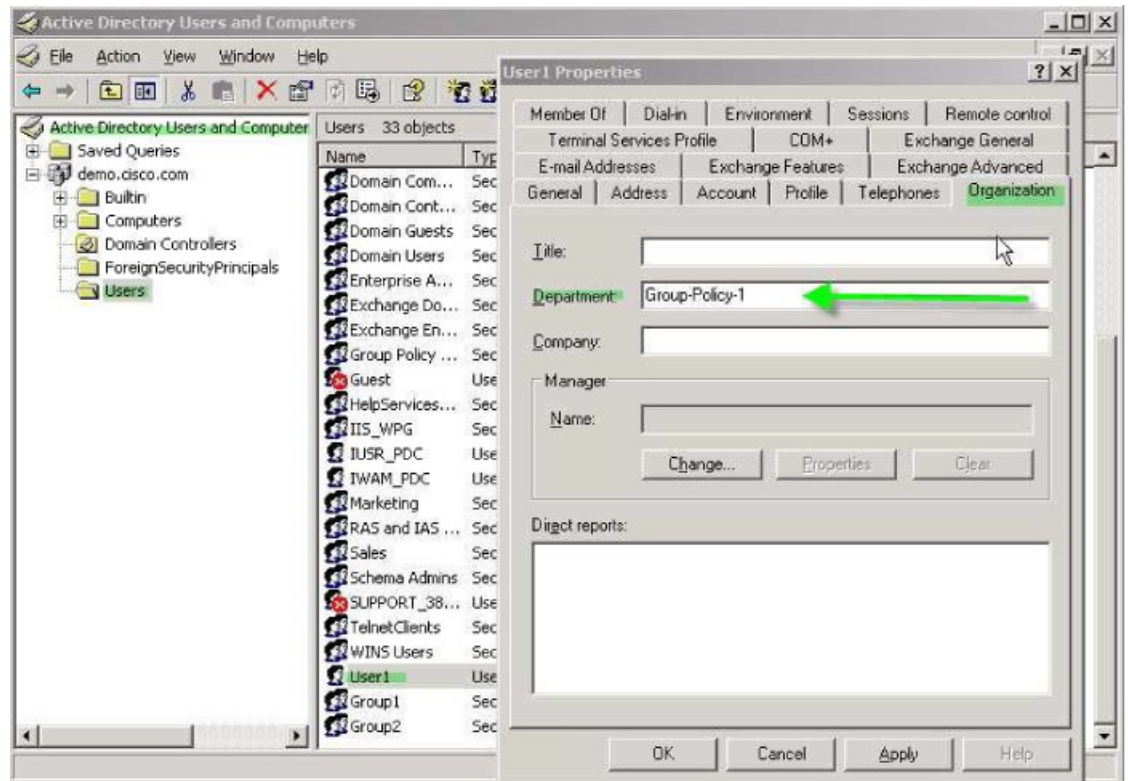 Active Directory Users and Computers
File Action View Window Help
Active Directory Users and Computer
Saved Queries
demo.cisco.com
Builtin
Computers
Domain Controllers
ForeignSecurityPrincipals
Users
Users 33 objects
Name Typ
Domain Com... Sec
Domain Cont... Sec
Domain Guests Sec
Domain Users Sec
Enterprise A... Sec
Exchange Do... Sec
Exchange En... Sec
Group Policy ... Sec
Guest Use
HelpServices... Sec
IIS_WPG Sec
IUSR_PDC Use
IWAM_PDC Use
Marketing Sec
RAS and IAS ... Sec
Sales Sec
Schema Admins Sec
SUPPORT_38... Use
TelnetClients Sec
WINS Users Sec
User1 Use
Group1 Sec
Group2 Sec
User1 Properties
Member Of Dial-in Environment Sessions Remote control
Terminal Services Profile COM+ Exchange General
E-mail Addresses Exchange Features Exchange Advanced
General Address Account Profile Telephones Organization
Title:
Department: Group-Policy-1
Company:
Manager
Name:
Change... Properties Clear
Direct reports:
OK Cancel Apply Help